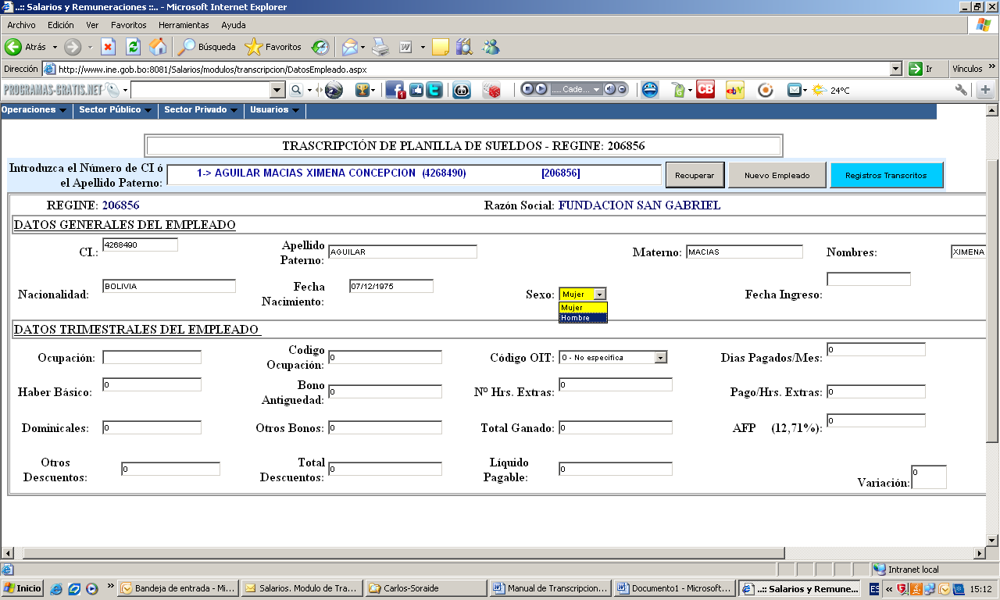 ..:: Salarios y Remuneraciones ::.. - Microsoft Internet Explorer
Archivo Edición Ver Favoritos Herramientas Ayuda
Atrás Búsqueda Favoritos
Dirección http://www.ine.gob.bo:8081/Salarios/modulos/transcripcion/DatosEmpleado.aspx Ir Vínculos »
PROGRAMAS-GRATIS.NET ..... Cade... CB ebY 24°C
Operaciones Sector Público Sector Privado Usuarios
TRASCRIPCIÓN DE PLANILLA DE SUELDOS - REGINE: 206856
Introduzca el Número de CI ó el Apellido Paterno: 1-> AGUILAR MACIAS XIMENA CONCEPCION (4268490) [206856] Recuperar Nuevo Empleado Registros Transcritos
REGINE: 206856 Razón Social: FUNDACION SAN GABRIEL
DATOS GENERALES DEL EMPLEADO
CI.: 4268490 Apellido Paterno: AGUILAR Materno: MACIAS Nombres: XIMENA
Nacionalidad: BOLIVIA Fecha Nacimiento: 07/12/1975 Sexo: Mujer Fecha Ingreso:
Mujer
Hombre
DATOS TRIMESTRALES DEL EMPLEADO
Ocupación: Codigo Ocupación: 0 Código OIT: 0 - No especifica Dias Pagados/Mes: 0
Haber Básico: 0 Bono Antiguedad: 0 Nº Hrs. Extras: 0 Pago/Hrs. Extras: 0
Dominicales: 0 Otros Bonos: 0 Total Ganado: 0 AFP (12,71%): 0
Otros Descuentos: 0 Total Descuentos: 0 Líquido Pagable: 0 Variación: 0
Intranet local
Inicio » Bandeja de entrada - Mi... Salarios. Modulo de Tra... Carlos-Soraide Manual de Transcripcion... Documento1 - Microsoft... ..:: Salarios y Remune... ES « 15:12